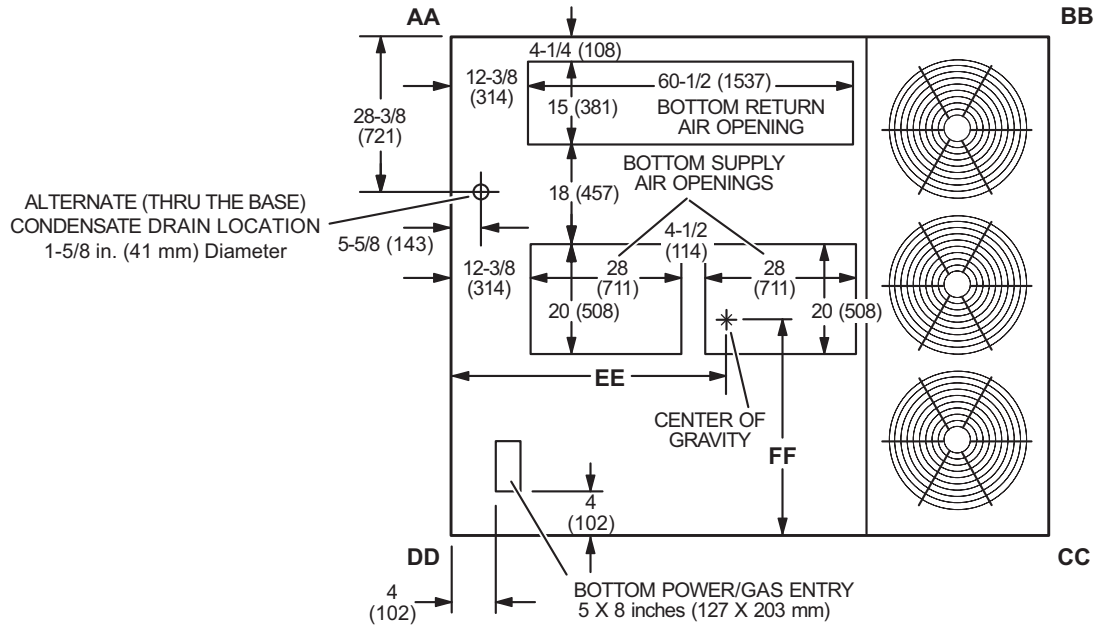 AA
BB
4-1/4 (108)
12-3/8
(314)
60-1/2 (1537)
28-3/8
(721)
15 (381)
BOTTOM RETURN
AIR OPENING
BOTTOM SUPPLY
AIR OPENINGS
18 (457)
ALTERNATE (THRU THE BASE)
CONDENSATE DRAIN LOCATION
1-5/8 in. (41 mm) Diameter
5-5/8 (143)
4-1/2
(114)
12-3/8
(314)
28
(711)
28
(711)
20 (508)
20 (508)
EE
CENTER OF
GRAVITY
FF
4
(102)
DD
CC
4
(102)
BOTTOM POWER/GAS ENTRY
5 X 8 inches (127 X 203 mm)